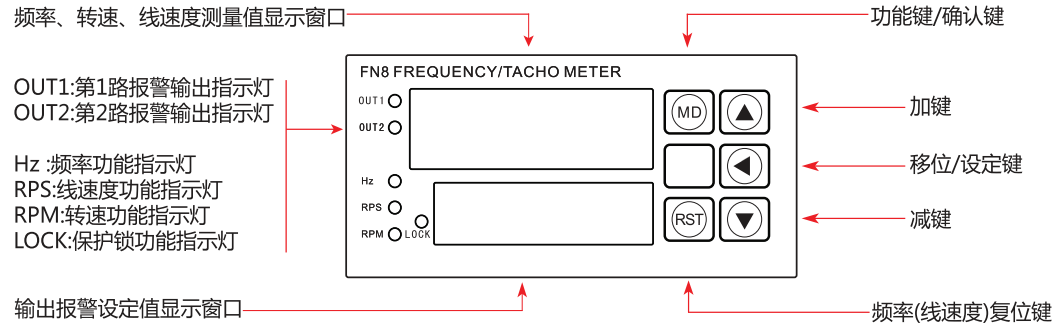 频率、转速、线速度测量值显示窗口
功能键/确认键
FN8 FREQUENCY/TACHO METER
OUT1:第1路报警输出指示灯
OUT2:第2路报警输出指示灯
Hz :频率功能指示灯
RPS:线速度功能指示灯
RPM:转速功能指示灯
LOCK:保护锁功能指示灯
OUT1
OUT2
Hz
RPS
RPM
LOCK
MD
RST
加键
移位/设定键
减键
输出报警设定值显示窗口
频率(线速度)复位键